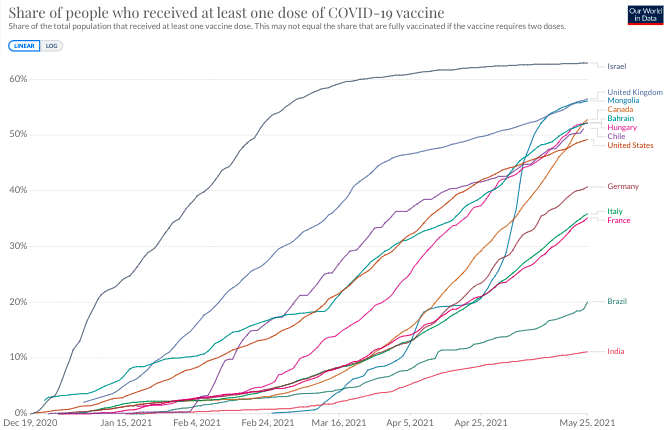 Share of people who received at least one dose of COVID-19 vaccine
Share of the total population that received at least one vaccine dose. This may not equal the share that are fully vaccinated if the vaccine requires two doses.
Our World
in Data
LINEAR LOG
60%
50%
40%
30%
20%
10%
0%
Israel
United Kingdom
Mongolia
Canada
Bahrain
Hungary
Chile
United States
Germany
Italy
France
Brazil
India
Dec 19, 2020 Jan 15, 2021 Feb 4, 2021 Feb 24, 2021 Mar 16, 2021 Apr 5, 2021 Apr 25, 2021 May 25, 2021